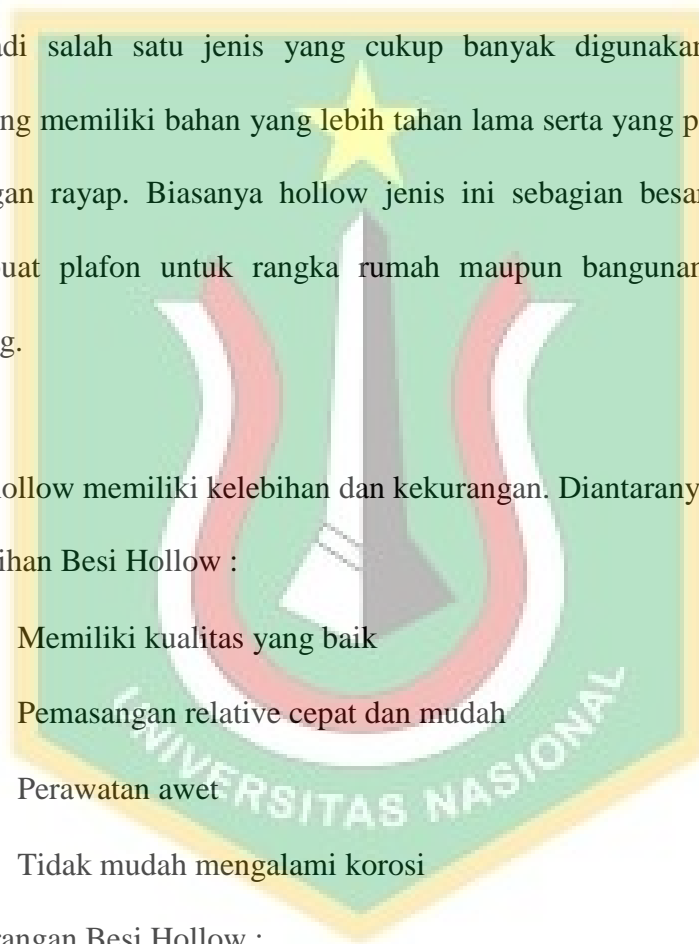 adi salah satu jenis yang cukup banyak digunakan
ng memiliki bahan yang lebih tahan lama serta yang p
gan rayap. Biasanya hollow jenis ini sebagian besar
buat plafon untuk rangka rumah maupun bangunan
g.
hollow memiliki kelebihan dan kekurangan. Diantarany
ihan Besi Hollow :
Memiliki kualitas yang baik
Pemasangan relative cepat dan mudah
Perawatan awet
Tidak mudah mengalami korosi
rangan Besi Hollow :
UNIVERSITAS NASIONAL